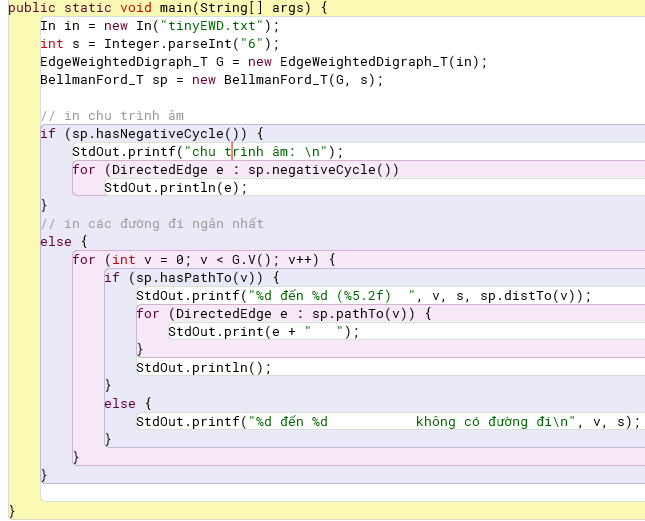 public static void main(String[] args) {
In in = new In("tinyEWD.txt");
int s = Integer.parseInt("6");
EdgeWeightedDigraph_T G = new EdgeWeightedDigraph_T(in);
BellmanFord_T sp = new BellmanFord_T(G, s);
// in chu trình âm
if (sp.hasNegativeCycle()) {
StdOut.printf("chu trình âm: \n");
for (DirectedEdge e : sp.negativeCycle())
StdOut.println(e);
}
// in các đường đi ngắn nhất
else {
for (int v = 0; v < G.V(); v++) {
if (sp.hasPathTo(v)) {
StdOut.printf("%d đến %d (%5.2f)  ", v, s, sp.distTo(v));
for (DirectedEdge e : sp.pathTo(v)) {
StdOut.print(e + "   ");
}
StdOut.println();
}
else {
StdOut.printf("%d đến %d           không có đường đi\n", v, s);
}
}
}
}